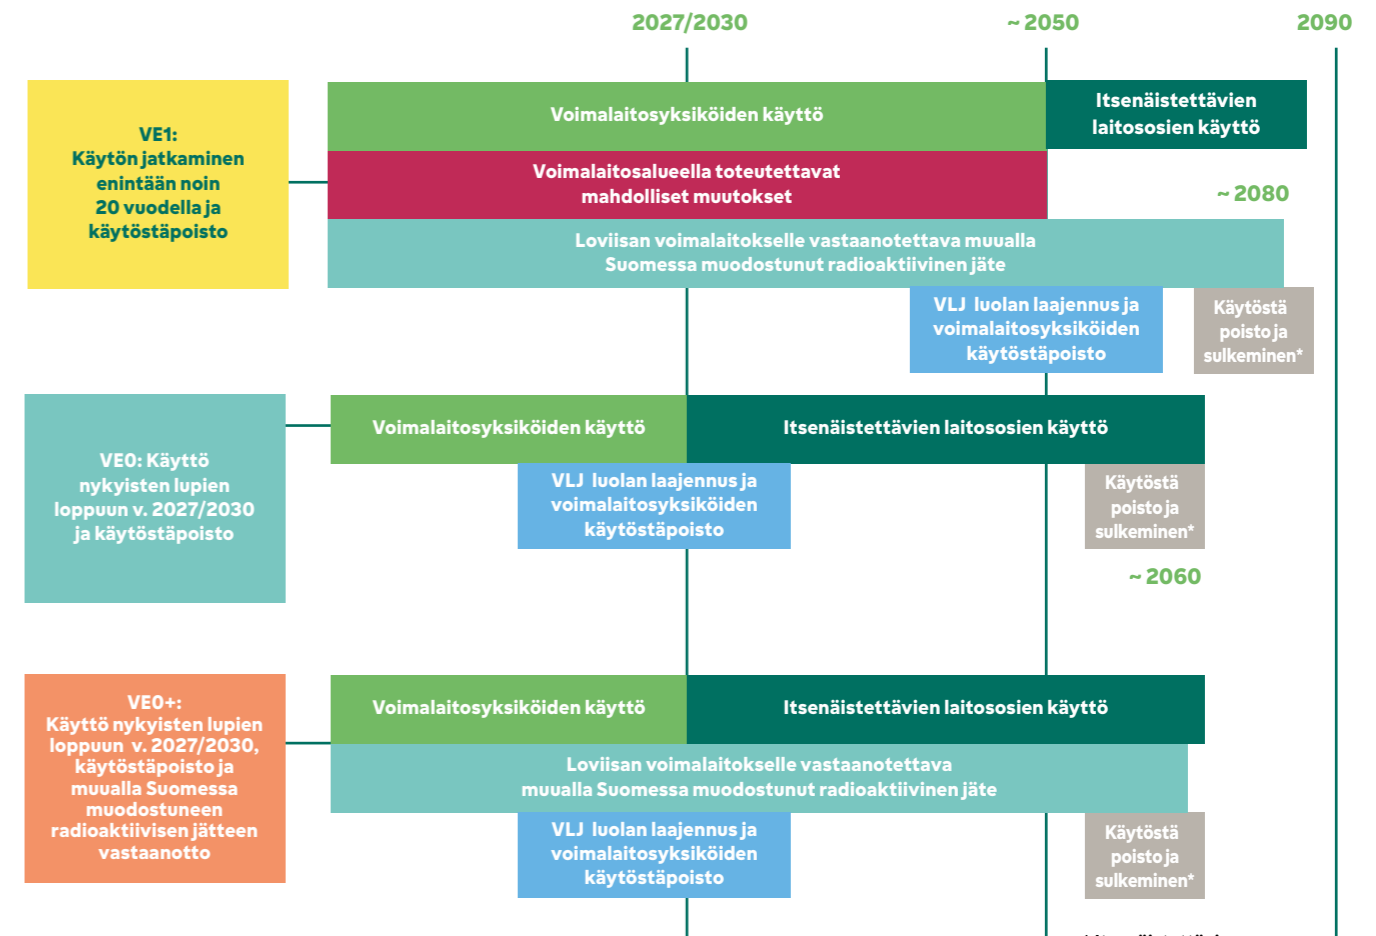 2027/2030
~ 2050
2090
VE1:
Käytön jatkaminen
enintään noin
20 vuodella ja
käytöstäpoisto
Voimalaitosyksiköiden käyttö
Itsenäistettävien
laitososien käyttö
Voimalaitosalueella toteutettavat
mahdolliset muutokset
~ 2080
Loviisan voimalaitokselle vastaanotettava muualla
Suomessa muodostunut radioaktiivinen jäte
VLJ luolan laajennus ja
voimalaitosyksiköiden
käytöstäpoisto
Käytöstä
poisto ja
sulkeminen*
VE0: Käyttö
nykyisten lupien
loppuun v. 2027/2030
ja käytöstäpoisto
Voimalaitosyksiköiden käyttö
Itsenäistettävien laitososien käyttö
VLJ luolan laajennus ja
voimalaitosyksiköiden
käytöstäpoisto
Käytöstä
poisto ja
sulkeminen*
~ 2060
VE0+:
Käyttö nykyisten lupien
loppuun v. 2027/2030,
käytöstäpoisto ja
muualla Suomessa
muodostuneen
radioaktiivisen jätteen
vastaanotto
Voimalaitosyksiköiden käyttö
Itsenäistettävien laitososien käyttö
Loviisan voimalaitokselle vastaanotettava
muualla Suomessa muodostunut radioaktiivinen jäte
VLJ luolan laajennus ja
voimalaitosyksiköiden
käytöstäpoisto
Käytöstä
poisto ja
sulkeminen*